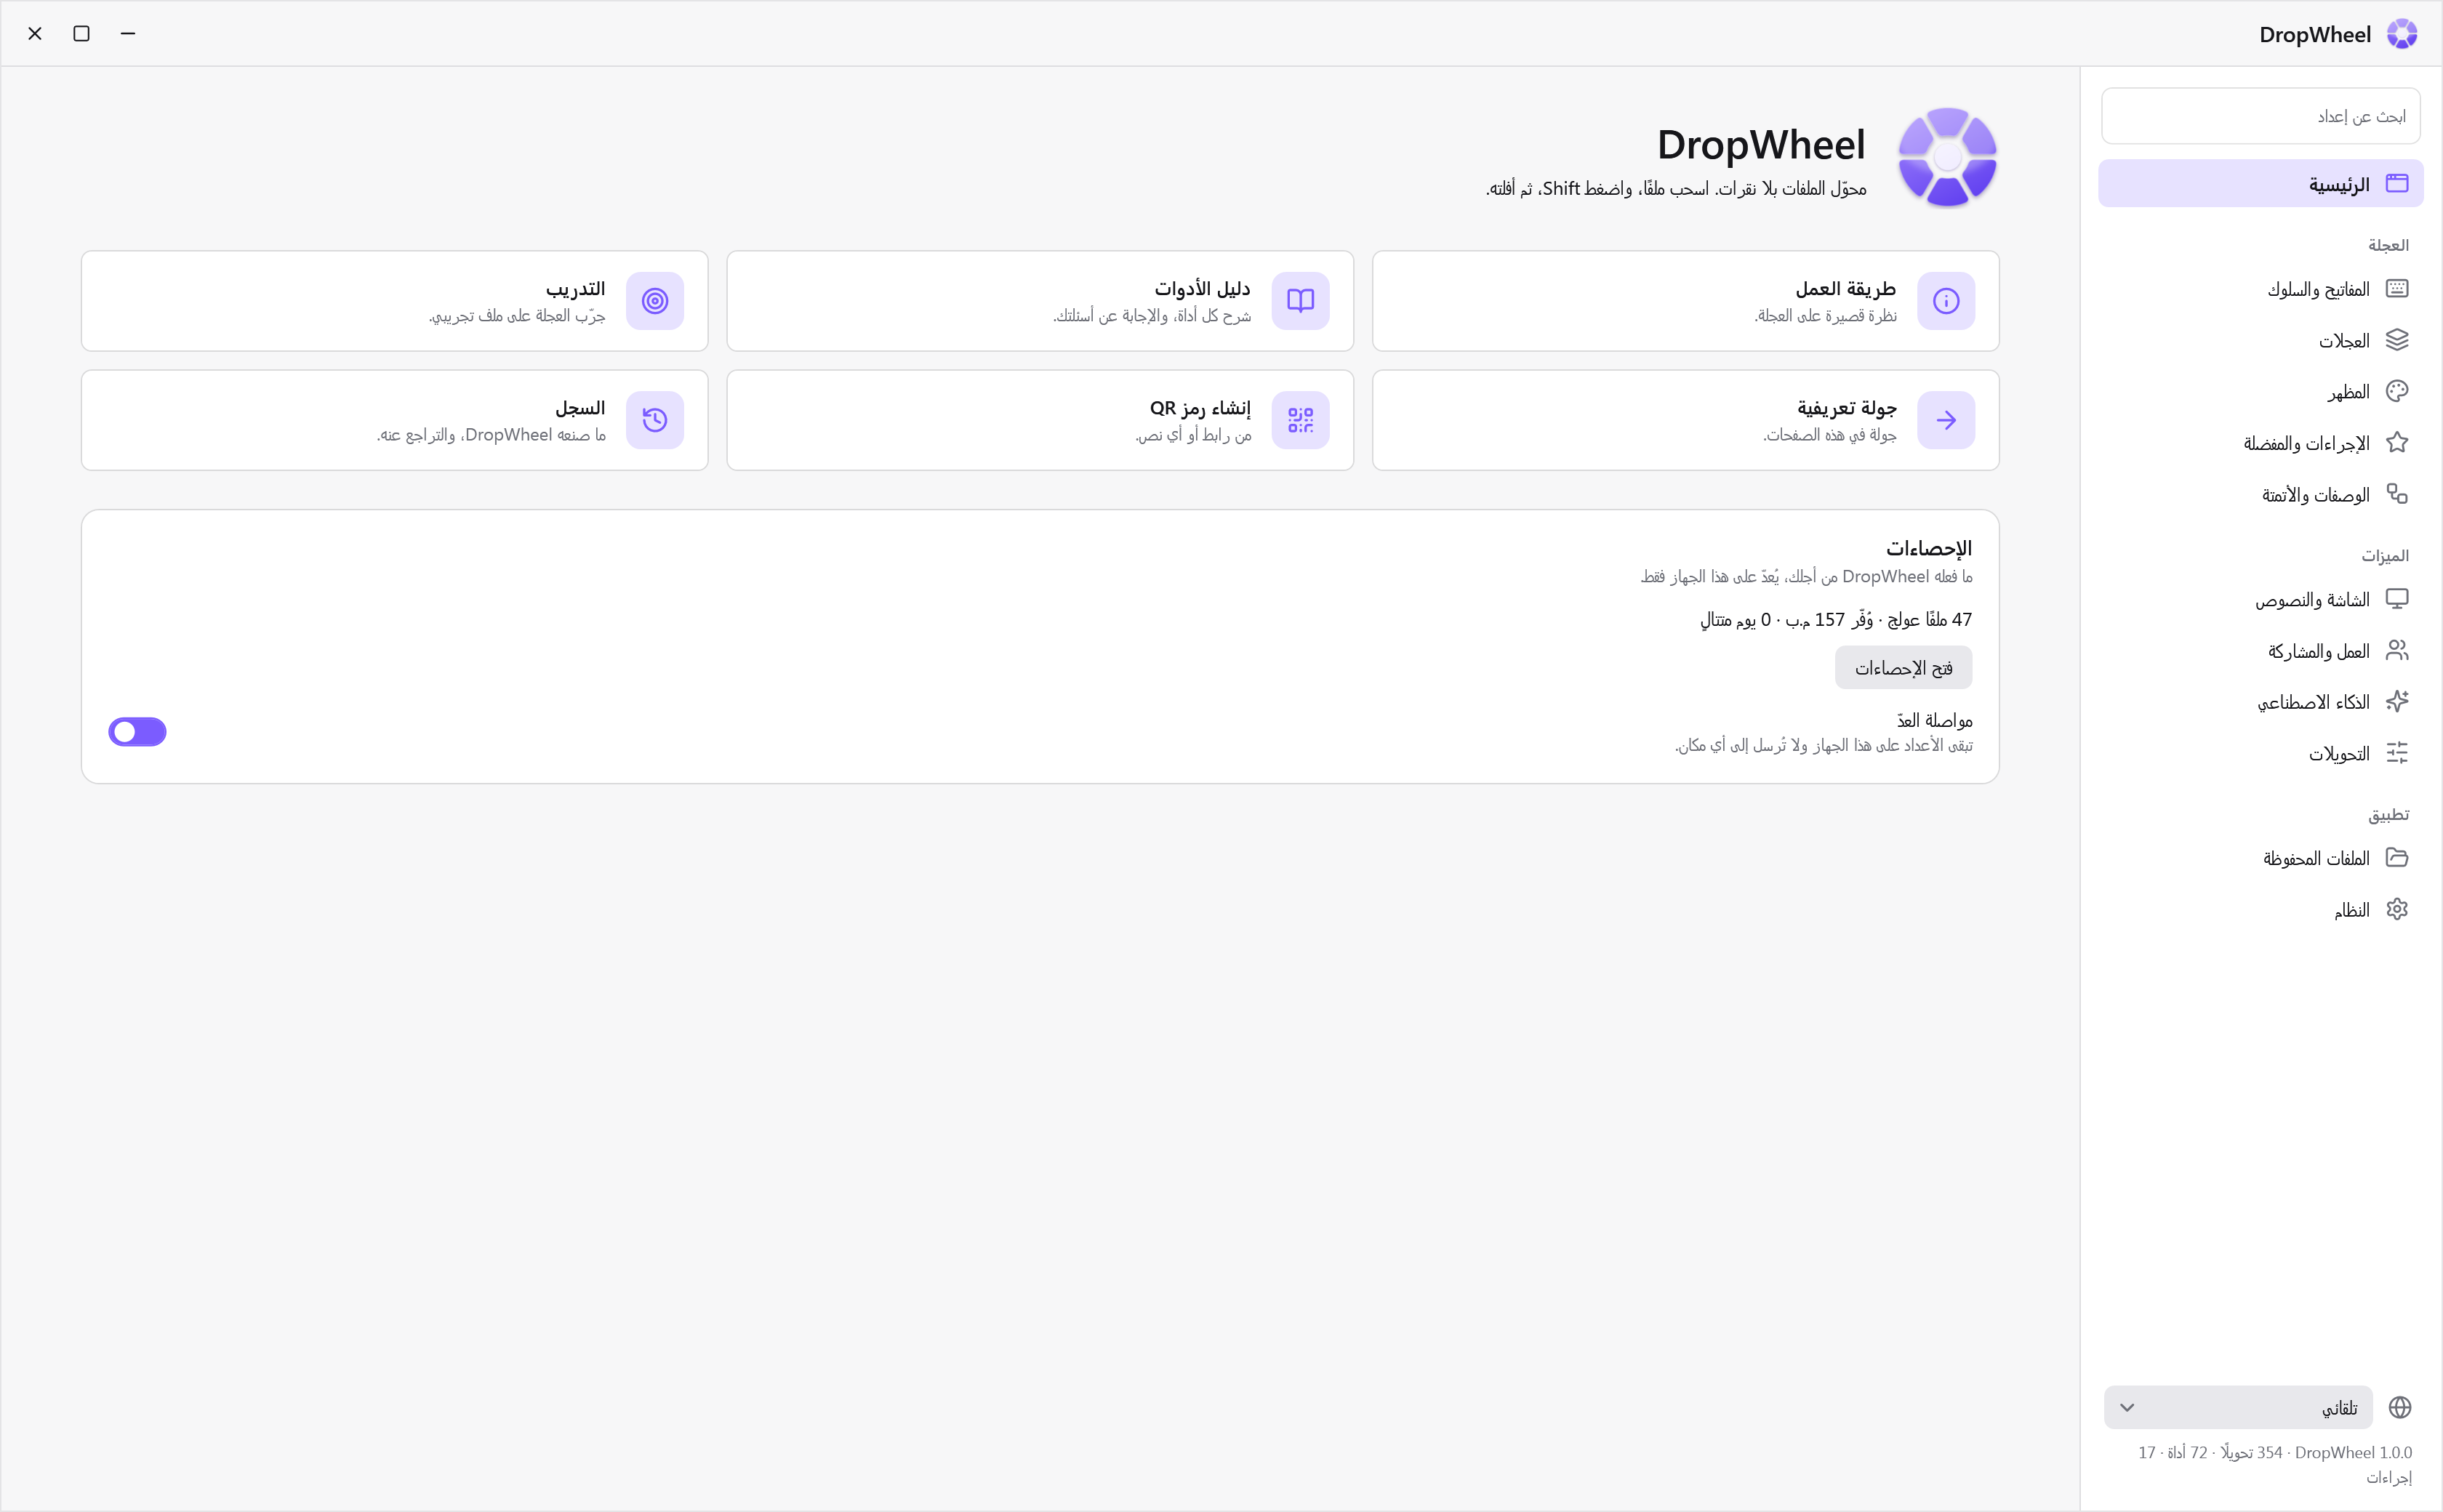 DropWheel
ابحث عن إعداد
الرئيسية
العجلة
المفاتيح والسلوك
العجلات
المظهر
الإجراءات والمفضلة
الوصفات والأتمتة
الميزات
الشاشة والنصوص
العمل والمشاركة
الذكاء الاصطناعي
التحويلات
تطبيق
الملفات المحفوظة
النظام
تلقائي
DropWheel 1.0.0 · 354 تحويلًا · 72 أداة · 17
إجراءات
DropWheel
محوّل الملفات بلا نقرات. اسحب ملفًا، واضغط Shift، ثم أفلته.
طريقة العمل
نظرة قصيرة على العجلة.
دليل الأدوات
شرح كل أداة، والإجابة عن أسئلتك.
التدريب
جرّب العجلة على ملف تجريبي.
جولة تعريفية
جولة في هذه الصفحات.
إنشاء رمز QR
من رابط أو أي نص.
السجل
ما صنعه DropWheel، والتراجع عنه.
الإحصاءات
ما فعله DropWheel من أجلك، يُعدّ على هذا الجهاز فقط.
47 ملفًا عولج · وُفّر 157 م.ب · 0 يوم متتالٍ
فتح الإحصاءات
مواصلة العدّ
تبقى الأعداد على هذا الجهاز ولا تُرسل إلى أي مكان.